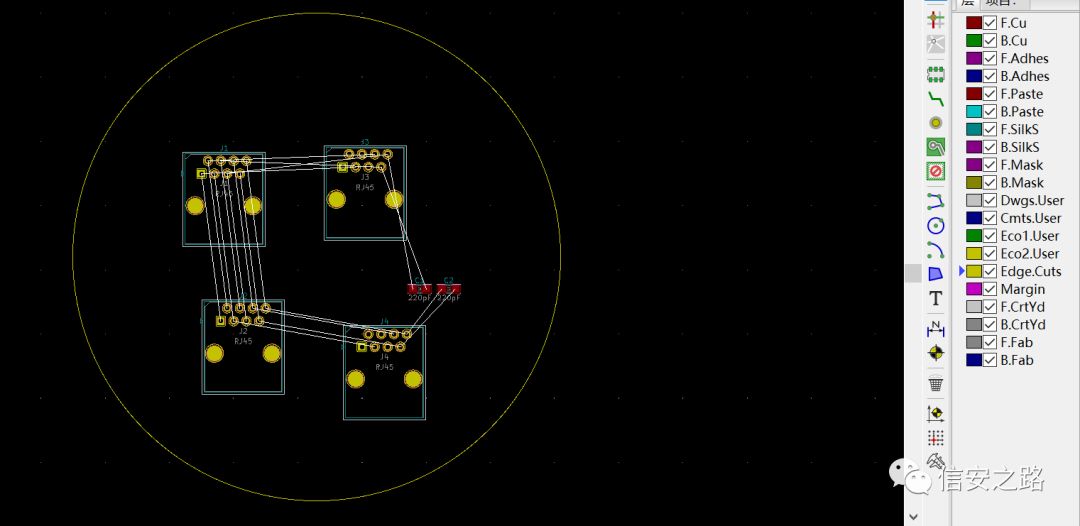 层 项目:
F.Cu
B.Cu
F.Adhes
B.Adhes
F.Paste
B.Paste
F.SilkS
B.SilkS
F.Mask
B.Mask
Dwgs.User
Cmts.User
Eco1.User
Eco2.User
Edge.Cuts
Margin
F.CrtYd
B.CrtYd
F.Fab
B.Fab
J1
J3
J3
RJ45
220pF
C2
220pF
J2
RJ45
J4
J4
RJ45
T
N
信安之路